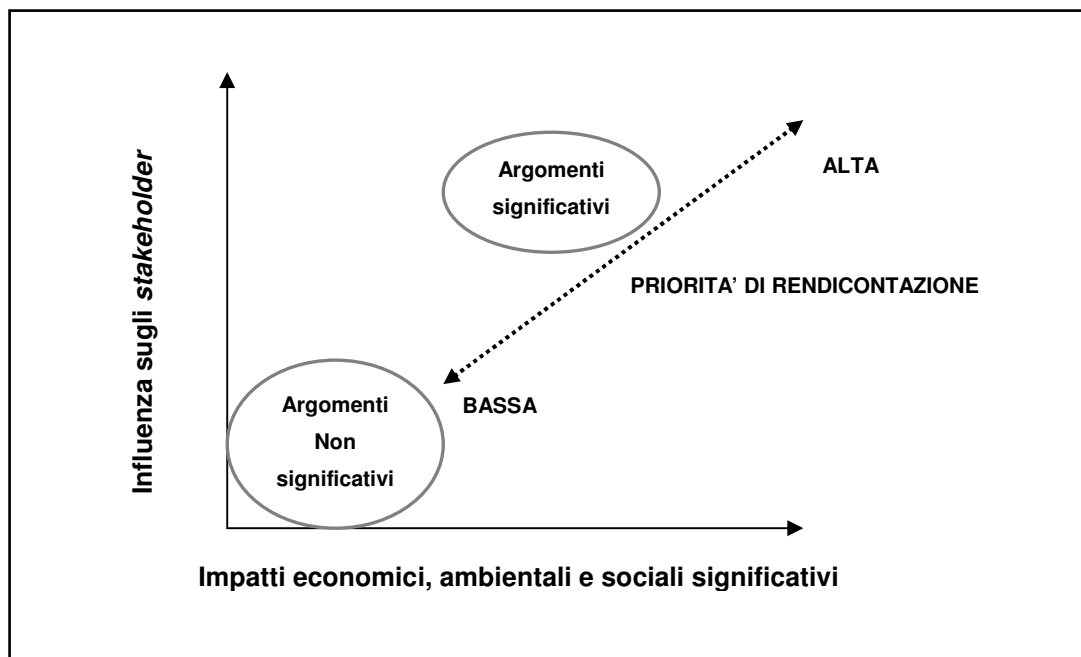 Influenza sugli stakeholder
Argomenti
significativi
ALTA
PRIORITA’ DI RENDICONTAZIONE
BASSA
Argomenti
Non
significativi
Impatti economici, ambientali e sociali significativi